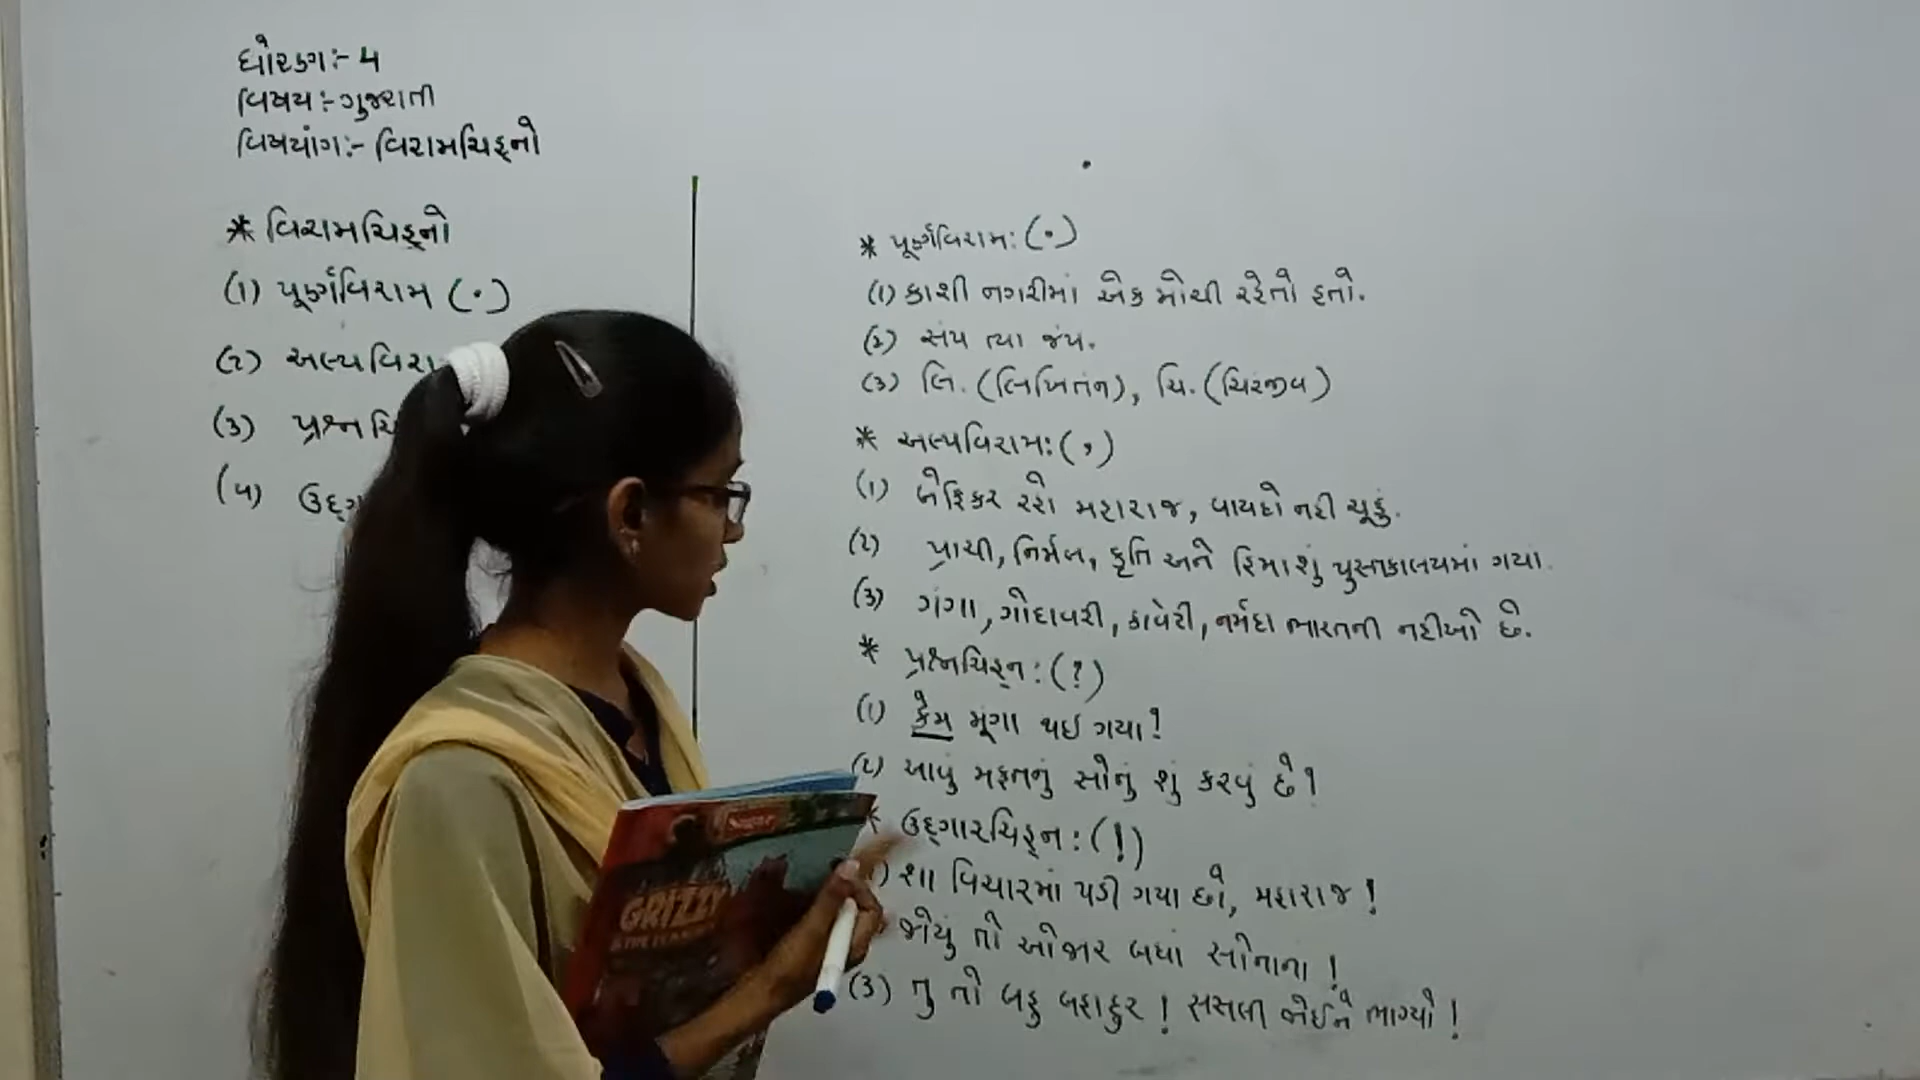 ધોરણ:- 4
વિષય :- ગુજરાતી
વિષયાંગ:- વિરામચિહ્નો
* વિરામચિહ્નો
(1) પૂર્ણવિરામ (.)
(2) અલ્પવિરા
(3) પ્રશ્નચિ
(4) ઉદ્ગ
* પૂર્ણવિરામ: (.)
(1) કાશી નગરીમાં એક મોચી રહેતો હતો.
(2) સંપ ત્યા જંપ.
(3) લિ. (લિખિતંન), ચિ. (ચિરંજીવ)
* અલ્પવિરામ: (,)
(1) બેફિકર રહો મહારાજ, વાયદો નહી ચૂકું.
(2) પ્રાચી, નિર્મલ, કૃતિ અને હિમાશું પુસ્તકાલયમાં ગયા.
(3) ગંગા, ગોદાવરી, કાવેરી, નર્મદા ભારતની નદીઓ છે.
* પ્રશ્નચિહ્ન : (?)
(1) કેમ મૂંગા થઈ ગયા?
(2) આવું મફતનું સોનું શું કરવું છે?
* ઉદ્ગારચિહ્ન : (!)
) શા વિચારમાં પડી ગયા છો, મહારાજ !
જોયું તો ઓજાર બધાં સોનાના !
(3) તુ તો બહુ બહાદુર ! સસલી જોઈને ભાગ્યો !
Sagar
GRIZZY